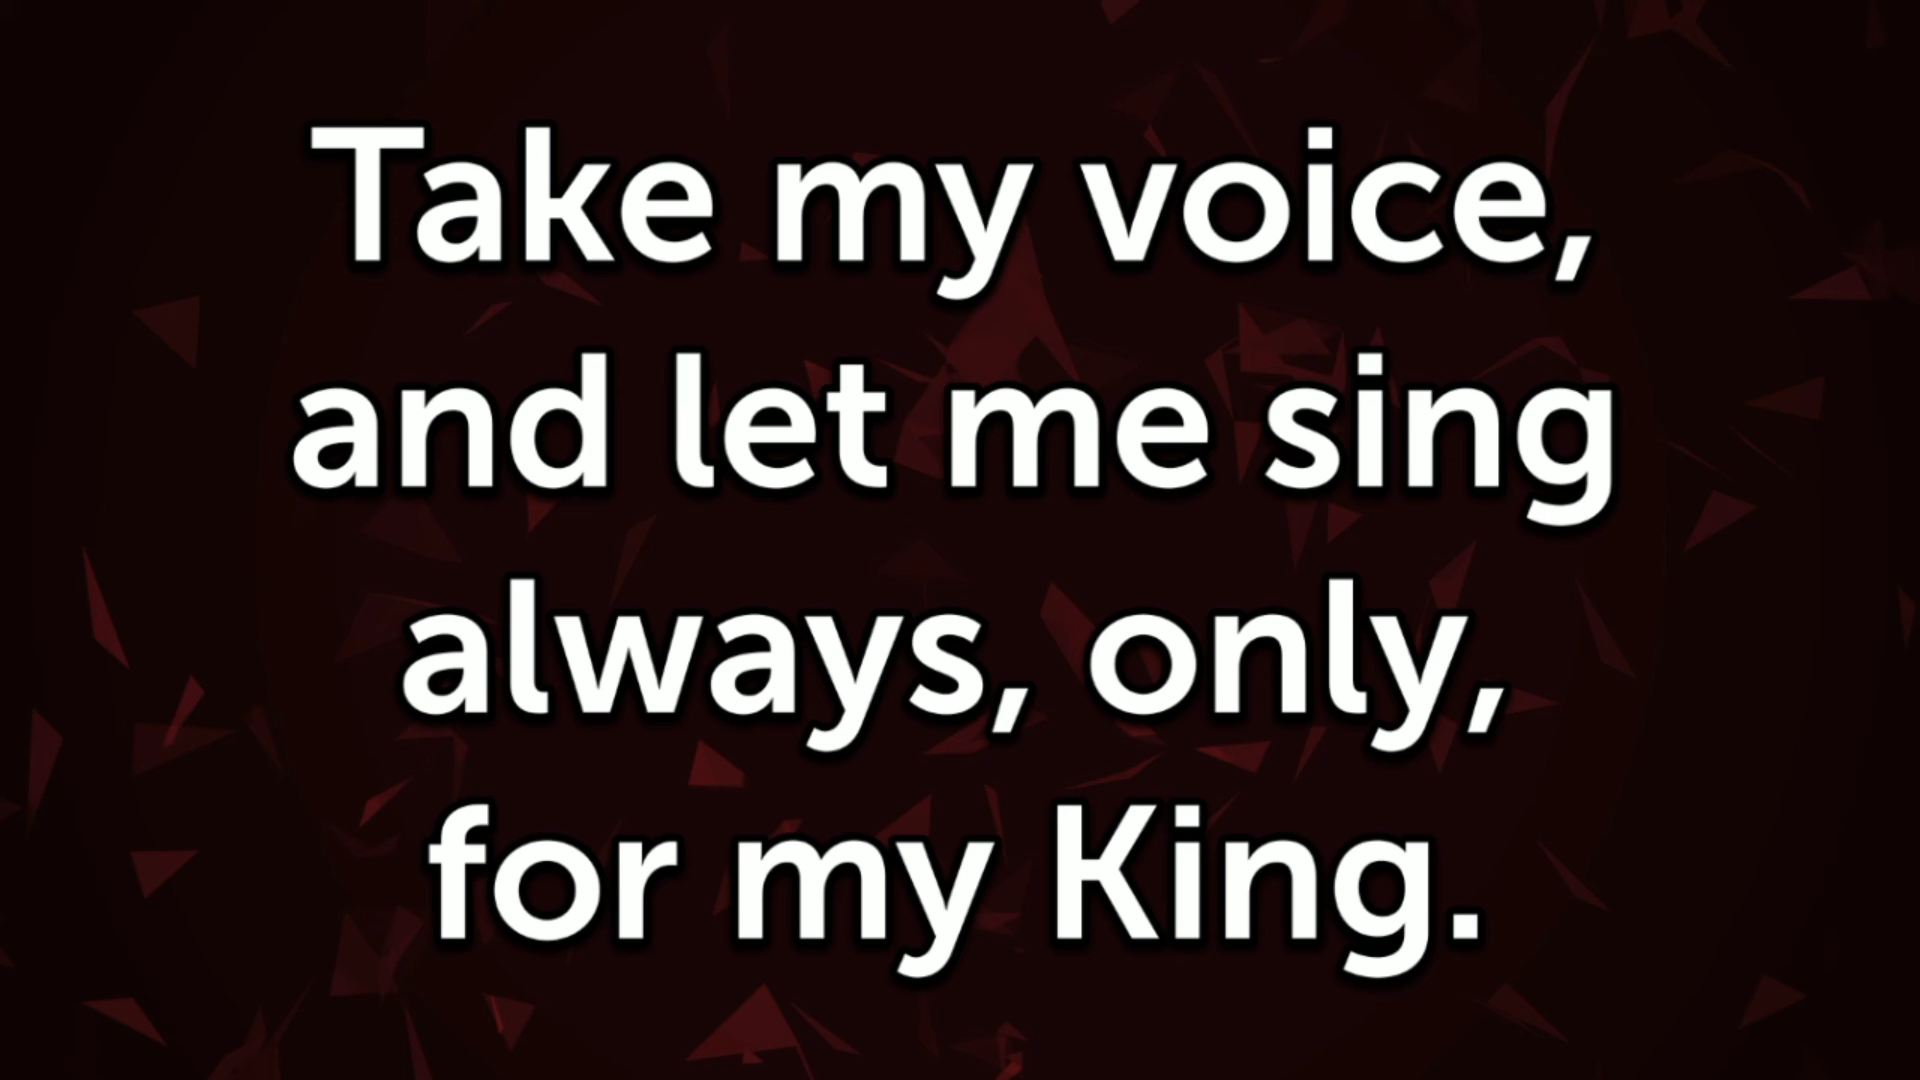 Take my voice,
and let me sing
always, only,
for my King.